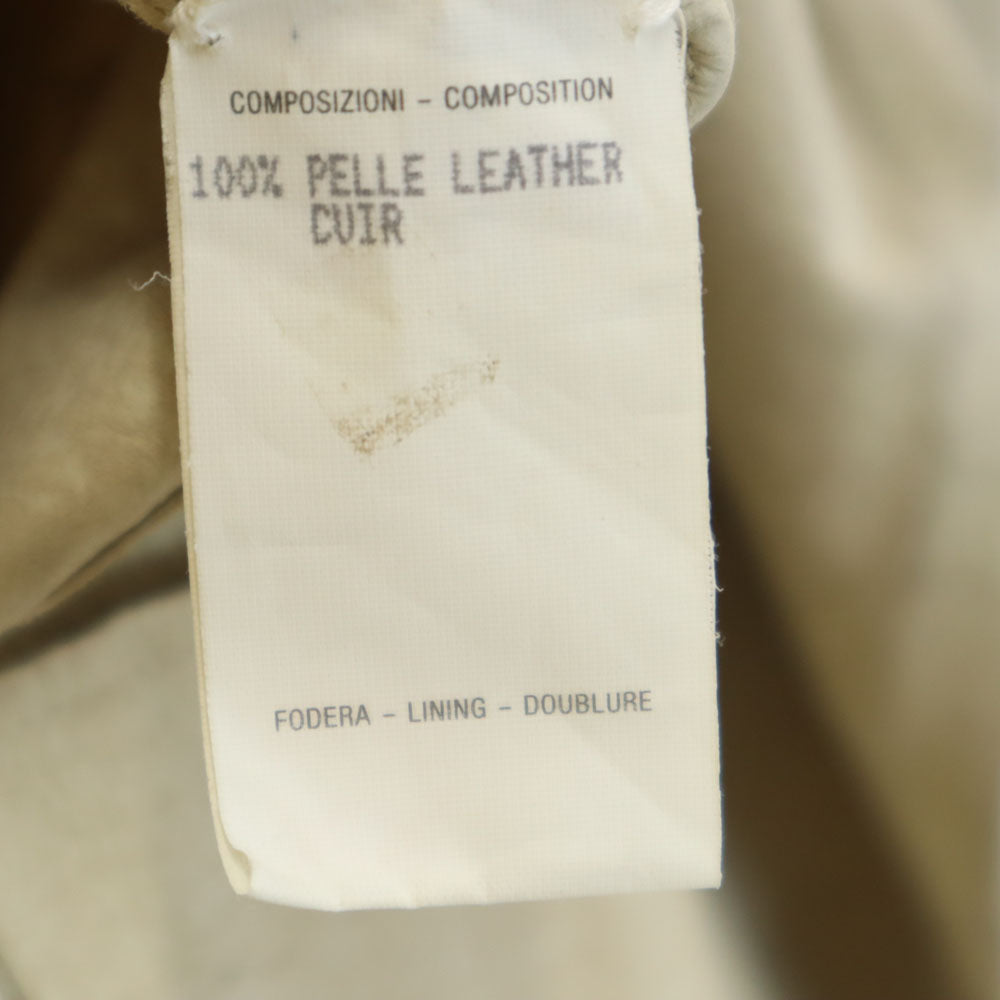 COMPOSIZIONI - COMPOSITION
100% PELLE LEATHER
CUIR
FODERA - LINING - DOUBLURE